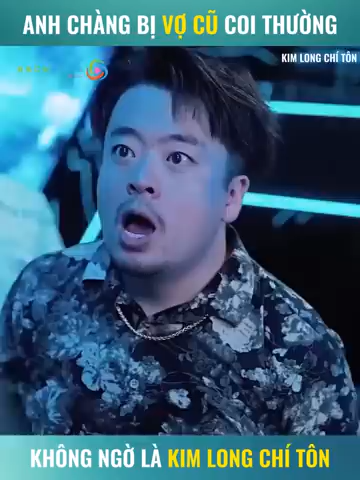 ANH CHÀNG BỊ VỢ CŨ COI THƯỜNG
KIM LONG CHÍ TÔN
KHÔNG NGỜ LÀ KIM LONG CHÍ TÔN